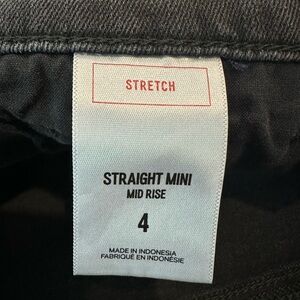 STRETCH
STRAIGHT MINI
MID RISE
4
MADE IN INDONESIA
FABRIQUÉ EN INDONÉSIE